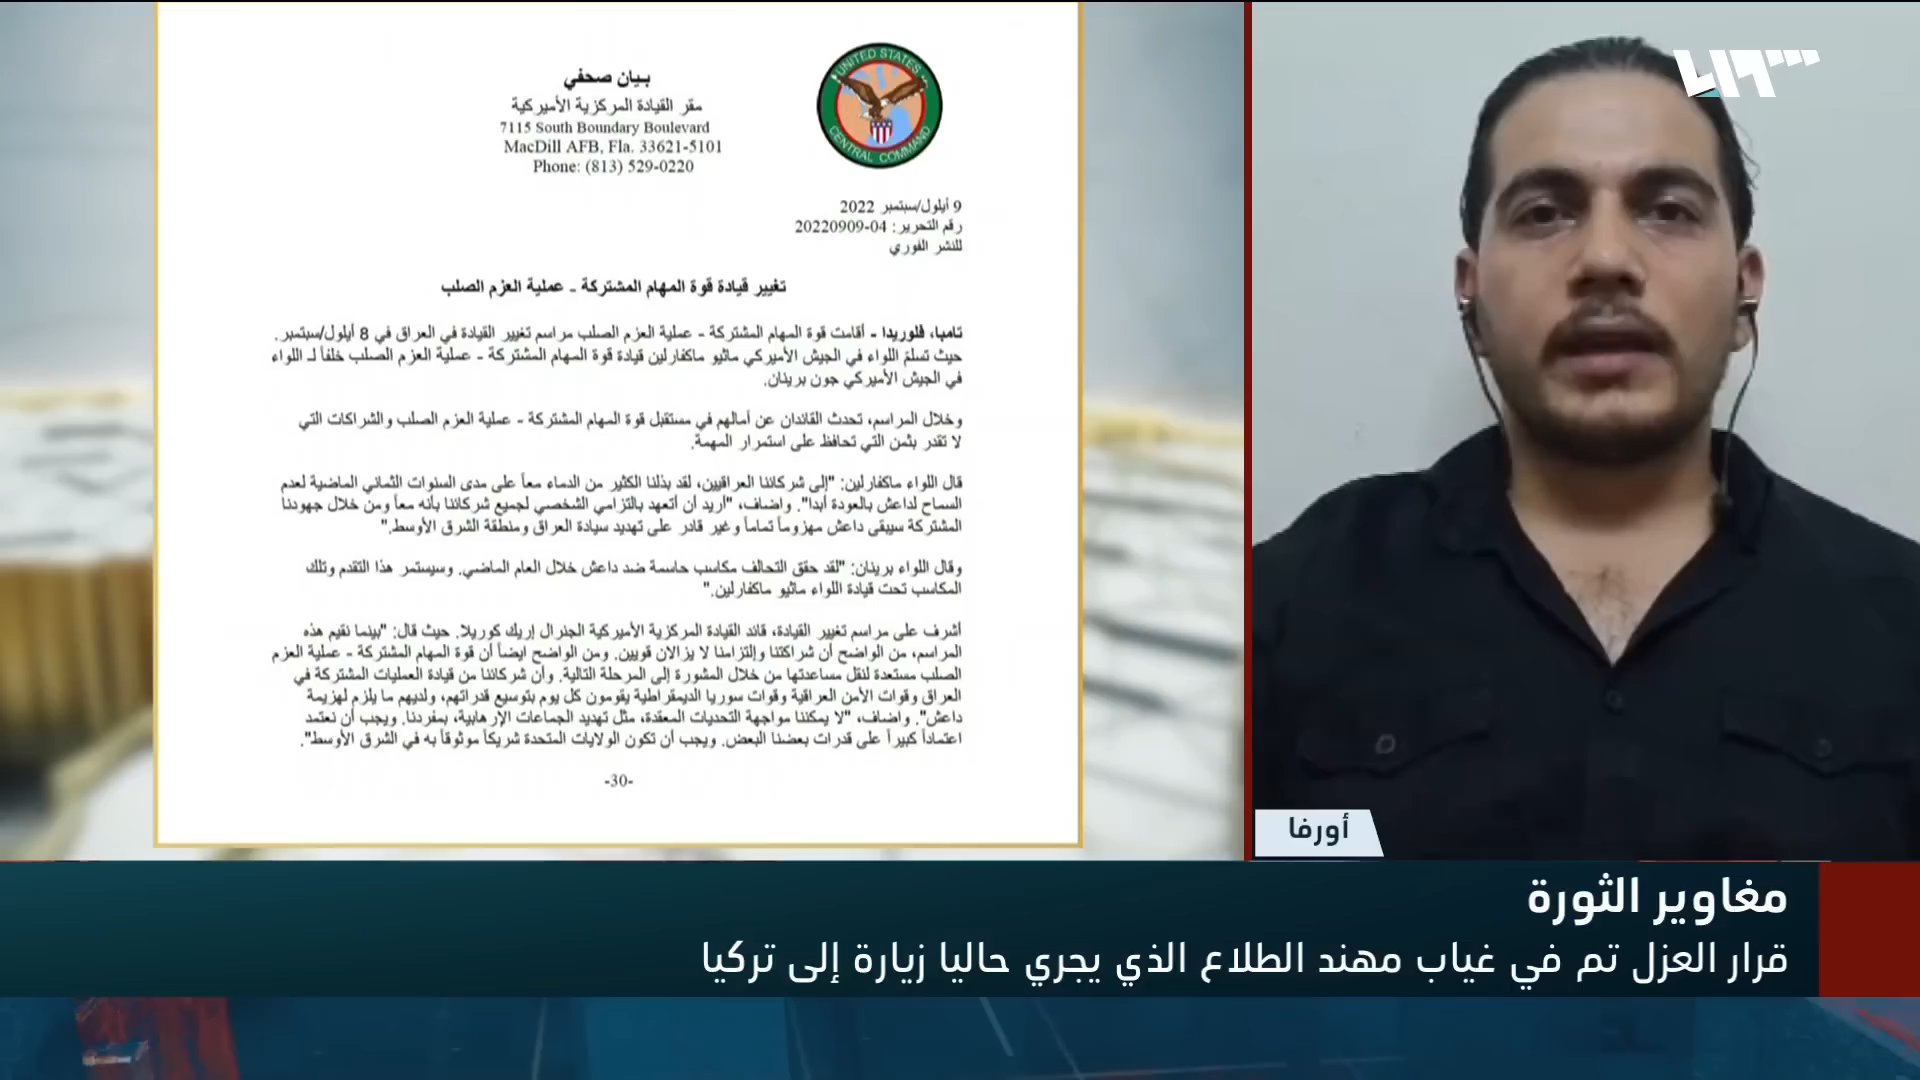 UNITED STATES
CENTRAL COMMAND
بيان صحفي
مقر القيادة المركزية الأميركية
7115 South Boundary Boulevard
MacDill AFB, Fla. 33621-5101
Phone: (813) 529-0220
9 أيلول/سبتمبر 2022
رقم التحرير: 04-20220909
للنشر الفوري
تغيير قيادة قوة المهام المشتركة - عملية العزم الصلب
تامبا، فلوريدا - أقامت قوة المهام المشتركة - عملية العزم الصلب مراسم تغيير القيادة في العراق في 8 أيلول/سبتمبر.
حيث تسلمّ اللواء في الجيش الأميركي ماثيو ماكفارلين قيادة قوة المهام المشتركة - عملية العزم الصلب خلفاً لـ اللواء
في الجيش الأميركي جون برينان.
وخلال المراسم، تحدث القائدان عن أمالهم في مستقبل قوة المهام المشتركة - عملية العزم الصلب والشراكات التي
لا تقدر بثمن التي تحافظ على استمرار المهمة.
قال اللواء ماكفارلين: "إلى شركائنا العراقيين، لقد بذلنا الكثير من الدماء معاً على مدى السنوات الثماني الماضية لعدم
السماح لداعش بالعودة أبدا". واضاف، "أريد أن أتعهد بالتزامي الشخصي لجميع شركائنا بأنه معاً ومن خلال جهودنا
المشتركة سيبقى داعش مهزوماً تماماً وغير قادر على تهديد سيادة العراق ومنطقة الشرق الأوسط."
وقال اللواء برينان: "لقد حقق التحالف مكاسب حاسمة ضد داعش خلال العام الماضي. وسيستمر هذا التقدم وتلك
المكاسب تحت قيادة اللواء ماثيو ماكفارلين."
أشرف على مراسم تغيير القيادة، قائد القيادة المركزية الأميركية الجنرال إريك كوريلا. حيث قال: "بينما نقيم هذه
المراسم، من الواضح أن شراكتنا وإلتزامنا لا يزالان قويين. ومن الواضح ايضاً أن قوة المهام المشتركة - عملية العزم
الصلب مستعدة لنقل مساعدتها من خلال المشورة إلى المرحلة التالية. وأن شركائنا من قيادة العمليات المشتركة في
العراق وقوات الأمن العراقية وقوات سوريا الديمقراطية يقومون كل يوم بتوسيع قدراتهم، ولديهم ما يلزم لهزيمة
داعش". واضاف، "لا يمكننا مواجهة التحديات المعقدة، مثل تهديد الجماعات الإرهابية، بمفردنا. ويجب أن نعتمد
اعتماداً كبيراً على قدرات بعضنا البعض. ويجب أن تكون الولايات المتحدة شريكاً موثوقاً به في الشرق الأوسط".
-30-
أورفا
مغاوير الثورة
قرار العزل تم في غياب مهند الطلاع الذي يجري حاليا زيارة إلى تركيا